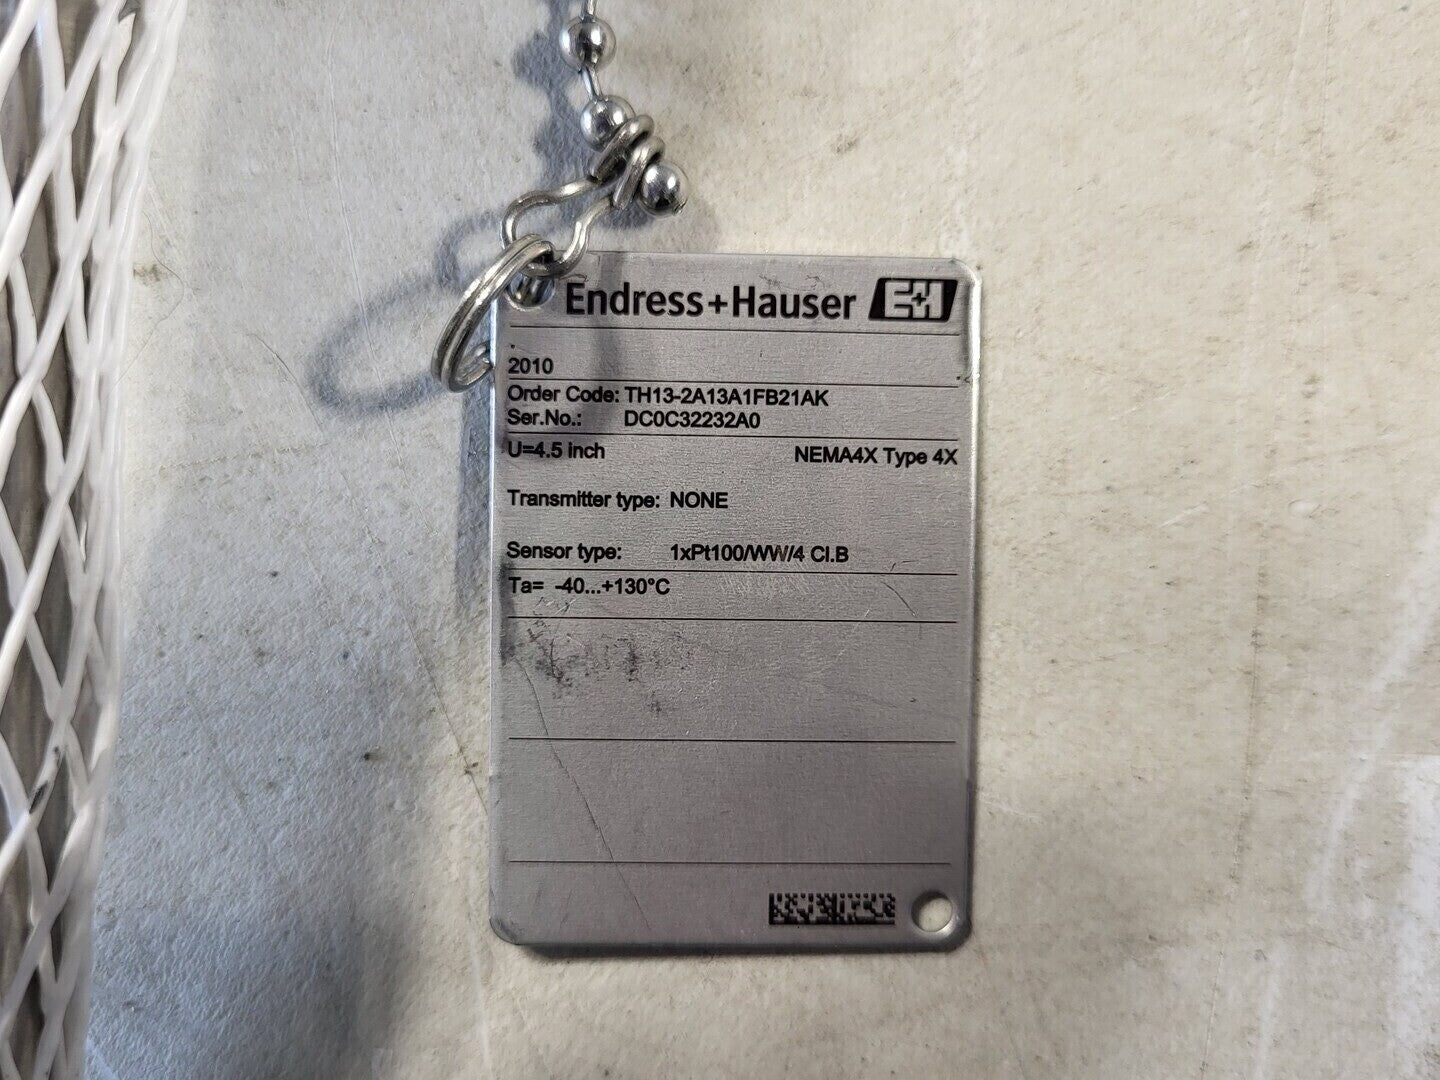 Endress+Hauser E+H
2010
Order Code: TH13-2A13A1FB21AK
Ser.No.: DC0C32232A0
U=4.5 inch NEMA4X Type 4X
Transmitter type: NONE
Sensor type: 1xPt100/WW/4 Cl.B
Ta= -40...+130°C